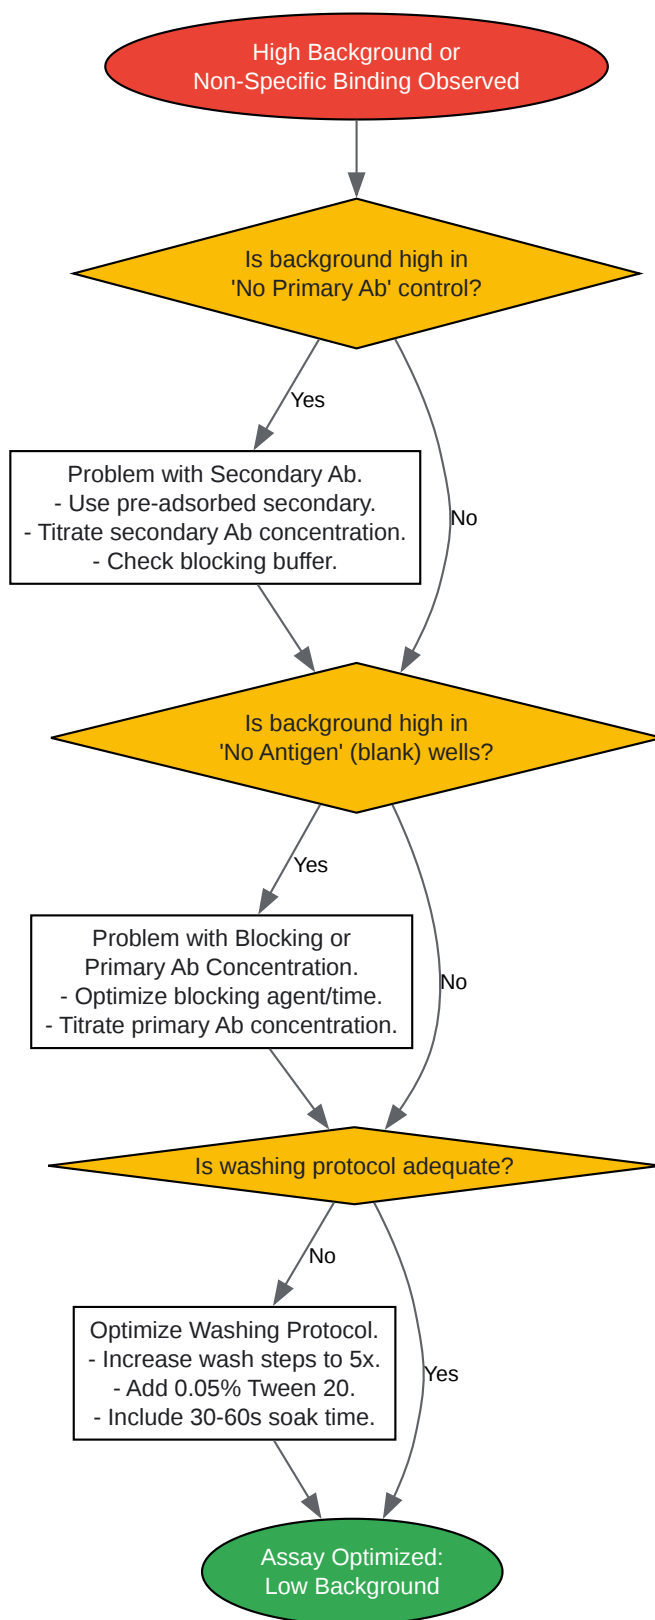 High Background or
Non-Specific Binding Observed
Is background high in
'No Primary Ab' control?
Yes
No
Problem with Secondary Ab.
- Use pre-adsorbed secondary.
- Titrate secondary Ab concentration.
- Check blocking buffer.
Is background high in
'No Antigen' (blank) wells?
Yes
No
Problem with Blocking or
Primary Ab Concentration.
- Optimize blocking agent/time.
- Titrate primary Ab concentration.
Is washing protocol adequate?
No
Yes
Optimize Washing Protocol.
- Increase wash steps to 5x.
- Add 0.05% Tween 20.
- Include 30-60s soak time.
Assay Optimized:
Low Background